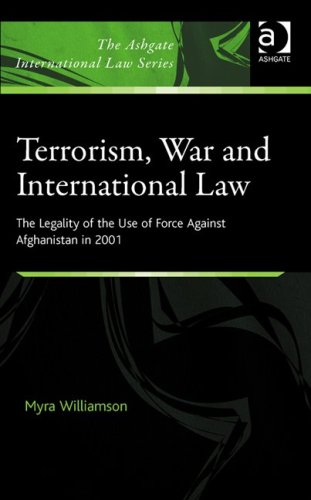 The Ashgate
International Law Series
a
ASHGATE
Terrorism, War and
International Law
The Legality of the Use of Force Against
Afghanistan in 2001
Myra Williamson